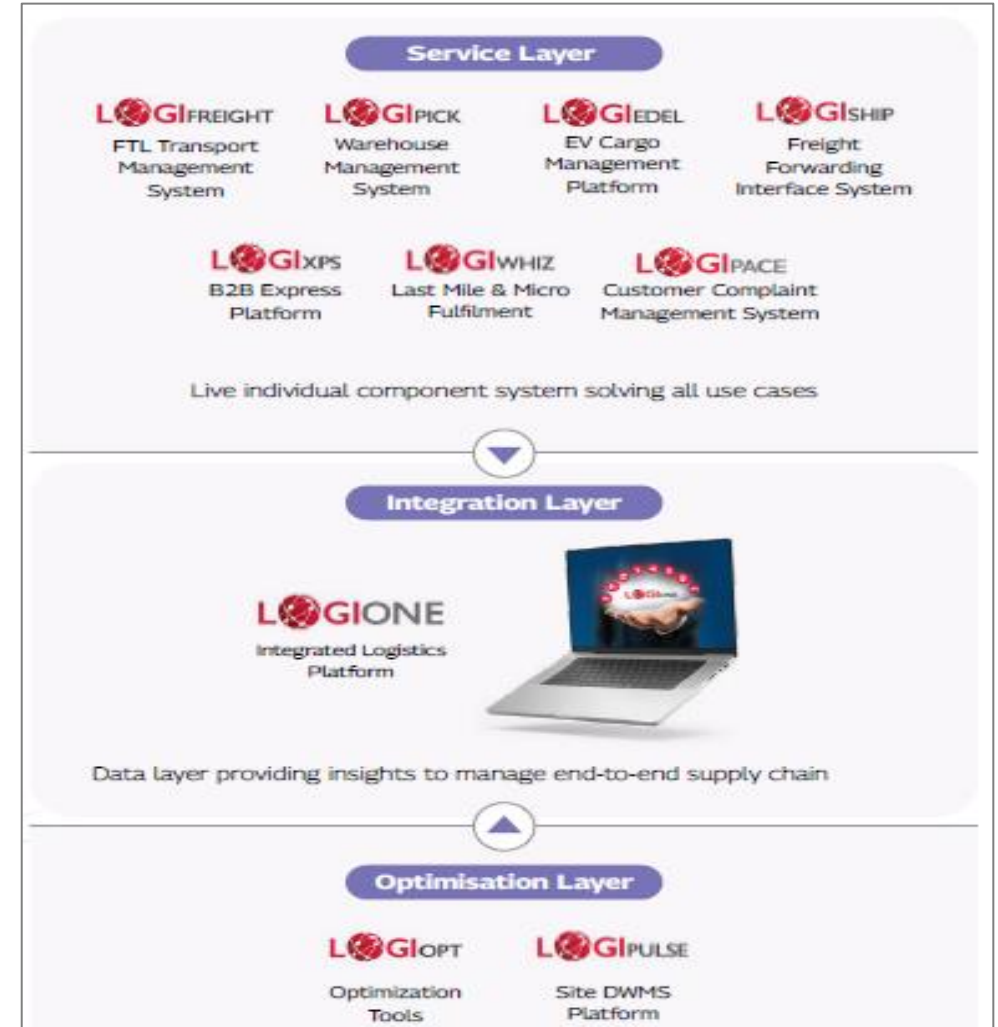 Service Layer
LOGIFREIGHT LOGIPICK LOGIEDEL LOGISHIP
FTL Transport Warehouse EV Cargo Freight
Management Management Management Forwarding
System System Platform Interface System
LOGIXPS LOGIWHIZ LOGIPACE
B2B Express Last Mile & Micro Customer Complaint
Platform Fulfilment Management System
Live individual component system solving all use cases
Integration Layer
LOGIONE
Integrated Logistics
Platform
Data layer providing insights to manage end-to-end supply chain
Optimisation Layer
LOGIOPT LOGIPULSE
Optimization Site DWMS
Tools Platform